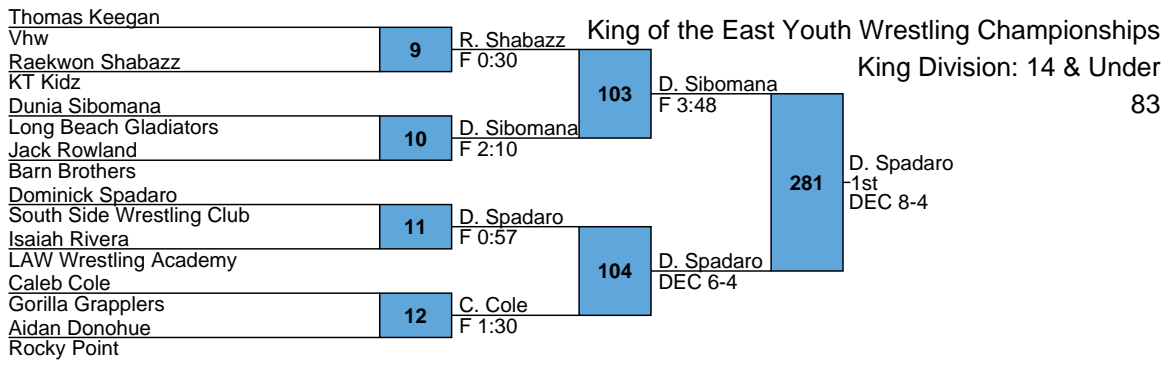 King of the East Youth Wrestling Championships
King Division: 14 & Under
83
Thomas Keegan
Vhw
Raekwon Shabazz
KT Kidz
Dunia Sibomana
Long Beach Gladiators
Jack Rowland
Barn Brothers
Dominick Spadaro
South Side Wrestling Club
Isaiah Rivera
LAW Wrestling Academy
Caleb Cole
Gorilla Grapplers
Aidan Donohue
Rocky Point
9
10
11
12
R. Shabazz
F 0:30
D. Sibomana
F 2:10
D. Spadaro
F 0:57
C. Cole
F 1:30
103
104
D. Sibomana
F 3:48
D. Spadaro
DEC 6-4
281
D. Spadaro
1st
DEC 8-4